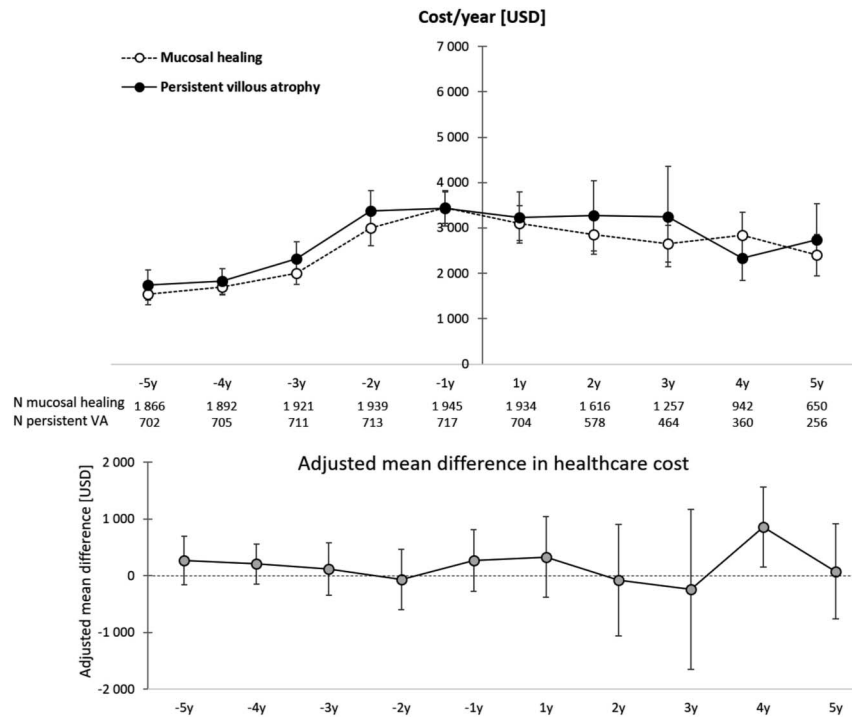 Cost/year [USD]
Mucosal healing
Persistent villous atrophy
7 000
6 000
5 000
4 000
3 000
2 000
1 000
0
-5y -4y -3y -2y -1y 1y 2y 3y 4y 5y
N mucosal healing 1 866 1 892 1 921 1 939 1 945 1 934 1 616 1 257 942 650
N persistent VA 702 705 711 713 717 704 578 464 360 256
Adjusted mean difference in healthcare cost
Adjusted mean difference [USD]
2 000
1 000
0
-1 000
-2 000
-5y -4y -3y -2y -1y 1y 2y 3y 4y 5y